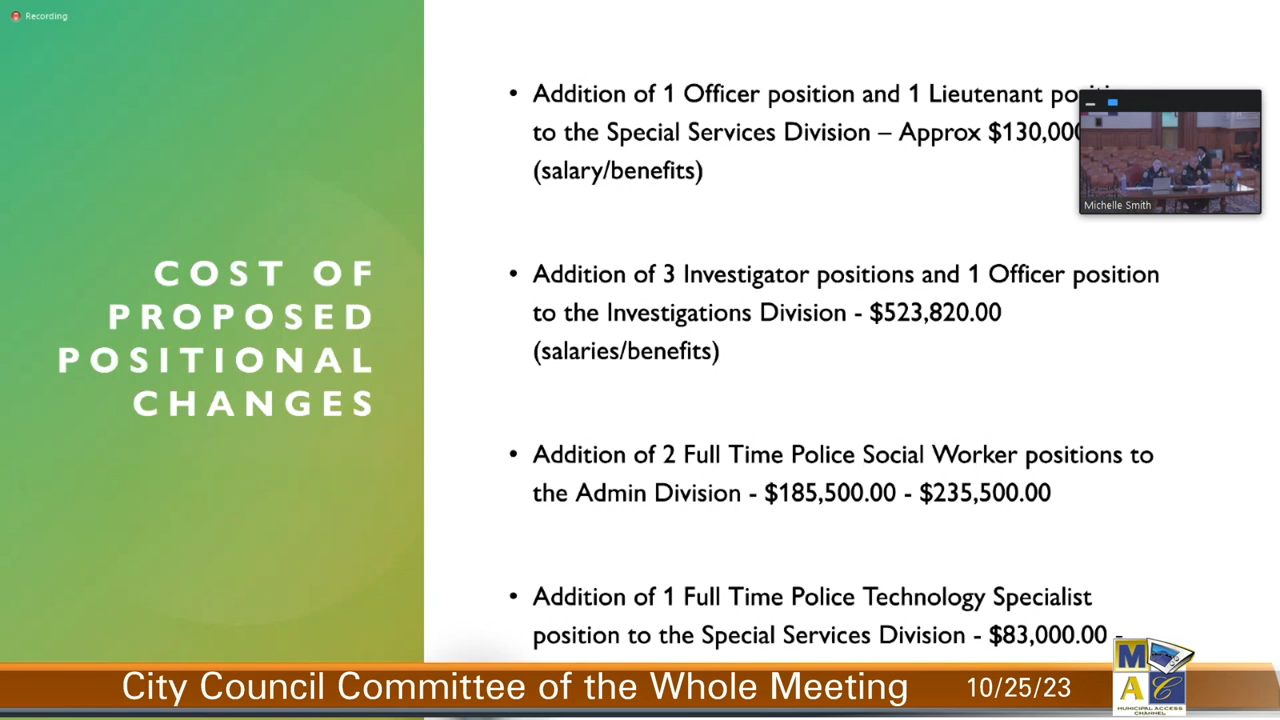 Recording
COST OF
PROPOSED
POSITIONAL
CHANGES
• Addition of 1 Officer position and 1 Lieutenant
to the Special Services Division – Approx $130,000
(salary/benefits)
Michelle Smith
• Addition of 3 Investigator positions and 1 Officer position
to the Investigations Division - $523,820.00
(salaries/benefits)
• Addition of 2 Full Time Police Social Worker positions to
the Admin Division - $185,500.00 - $235,500.00
• Addition of 1 Full Time Police Technology Specialist
position to the Special Services Division - $83,000.00 -
City Council Committee of the Whole Meeting
10/25/23
M
A C
MUNICIPAL ACCESS
CHANNEL